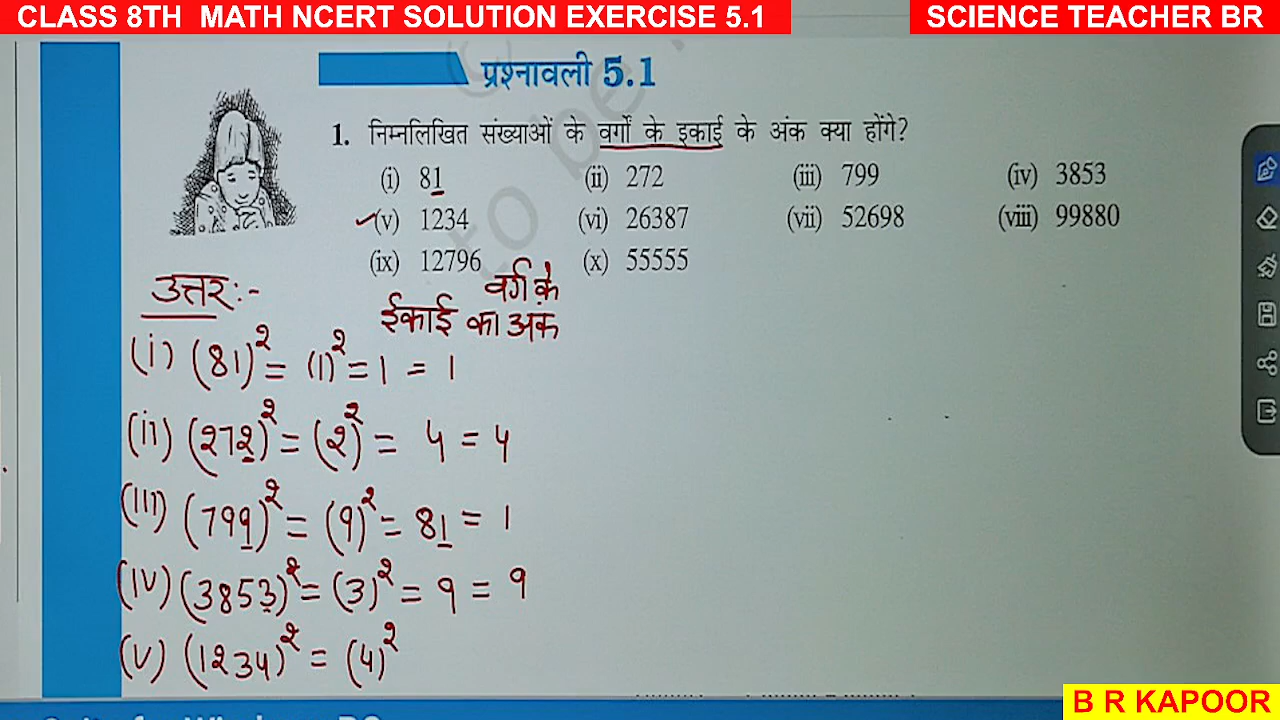 CLASS 8TH MATH NCERT SOLUTION EXERCISE 5.1
SCIENCE TEACHER BR
प्रश्नावली 5.1
1. निम्नलिखित संख्याओं के वर्गों के इकाई के अंक क्या होंगे?
(i) 81 (ii) 272 (iii) 799 (iv) 3853
(v) 1234 (vi) 26387 (vii) 52698 (viii) 99880
(ix) 12796 (x) 55555
उत्तर:- वर्ग के
ईकाई का अंक
(i) (81)² = (1)² = 1 = 1
(ii) (272)² = (2)² = 4 = 4
(iii) (799)² = (9)² = 81 = 1
(iv) (3853)² = (3)² = 9 = 9
(v) (1234)² = (4)²
B R KAPOOR